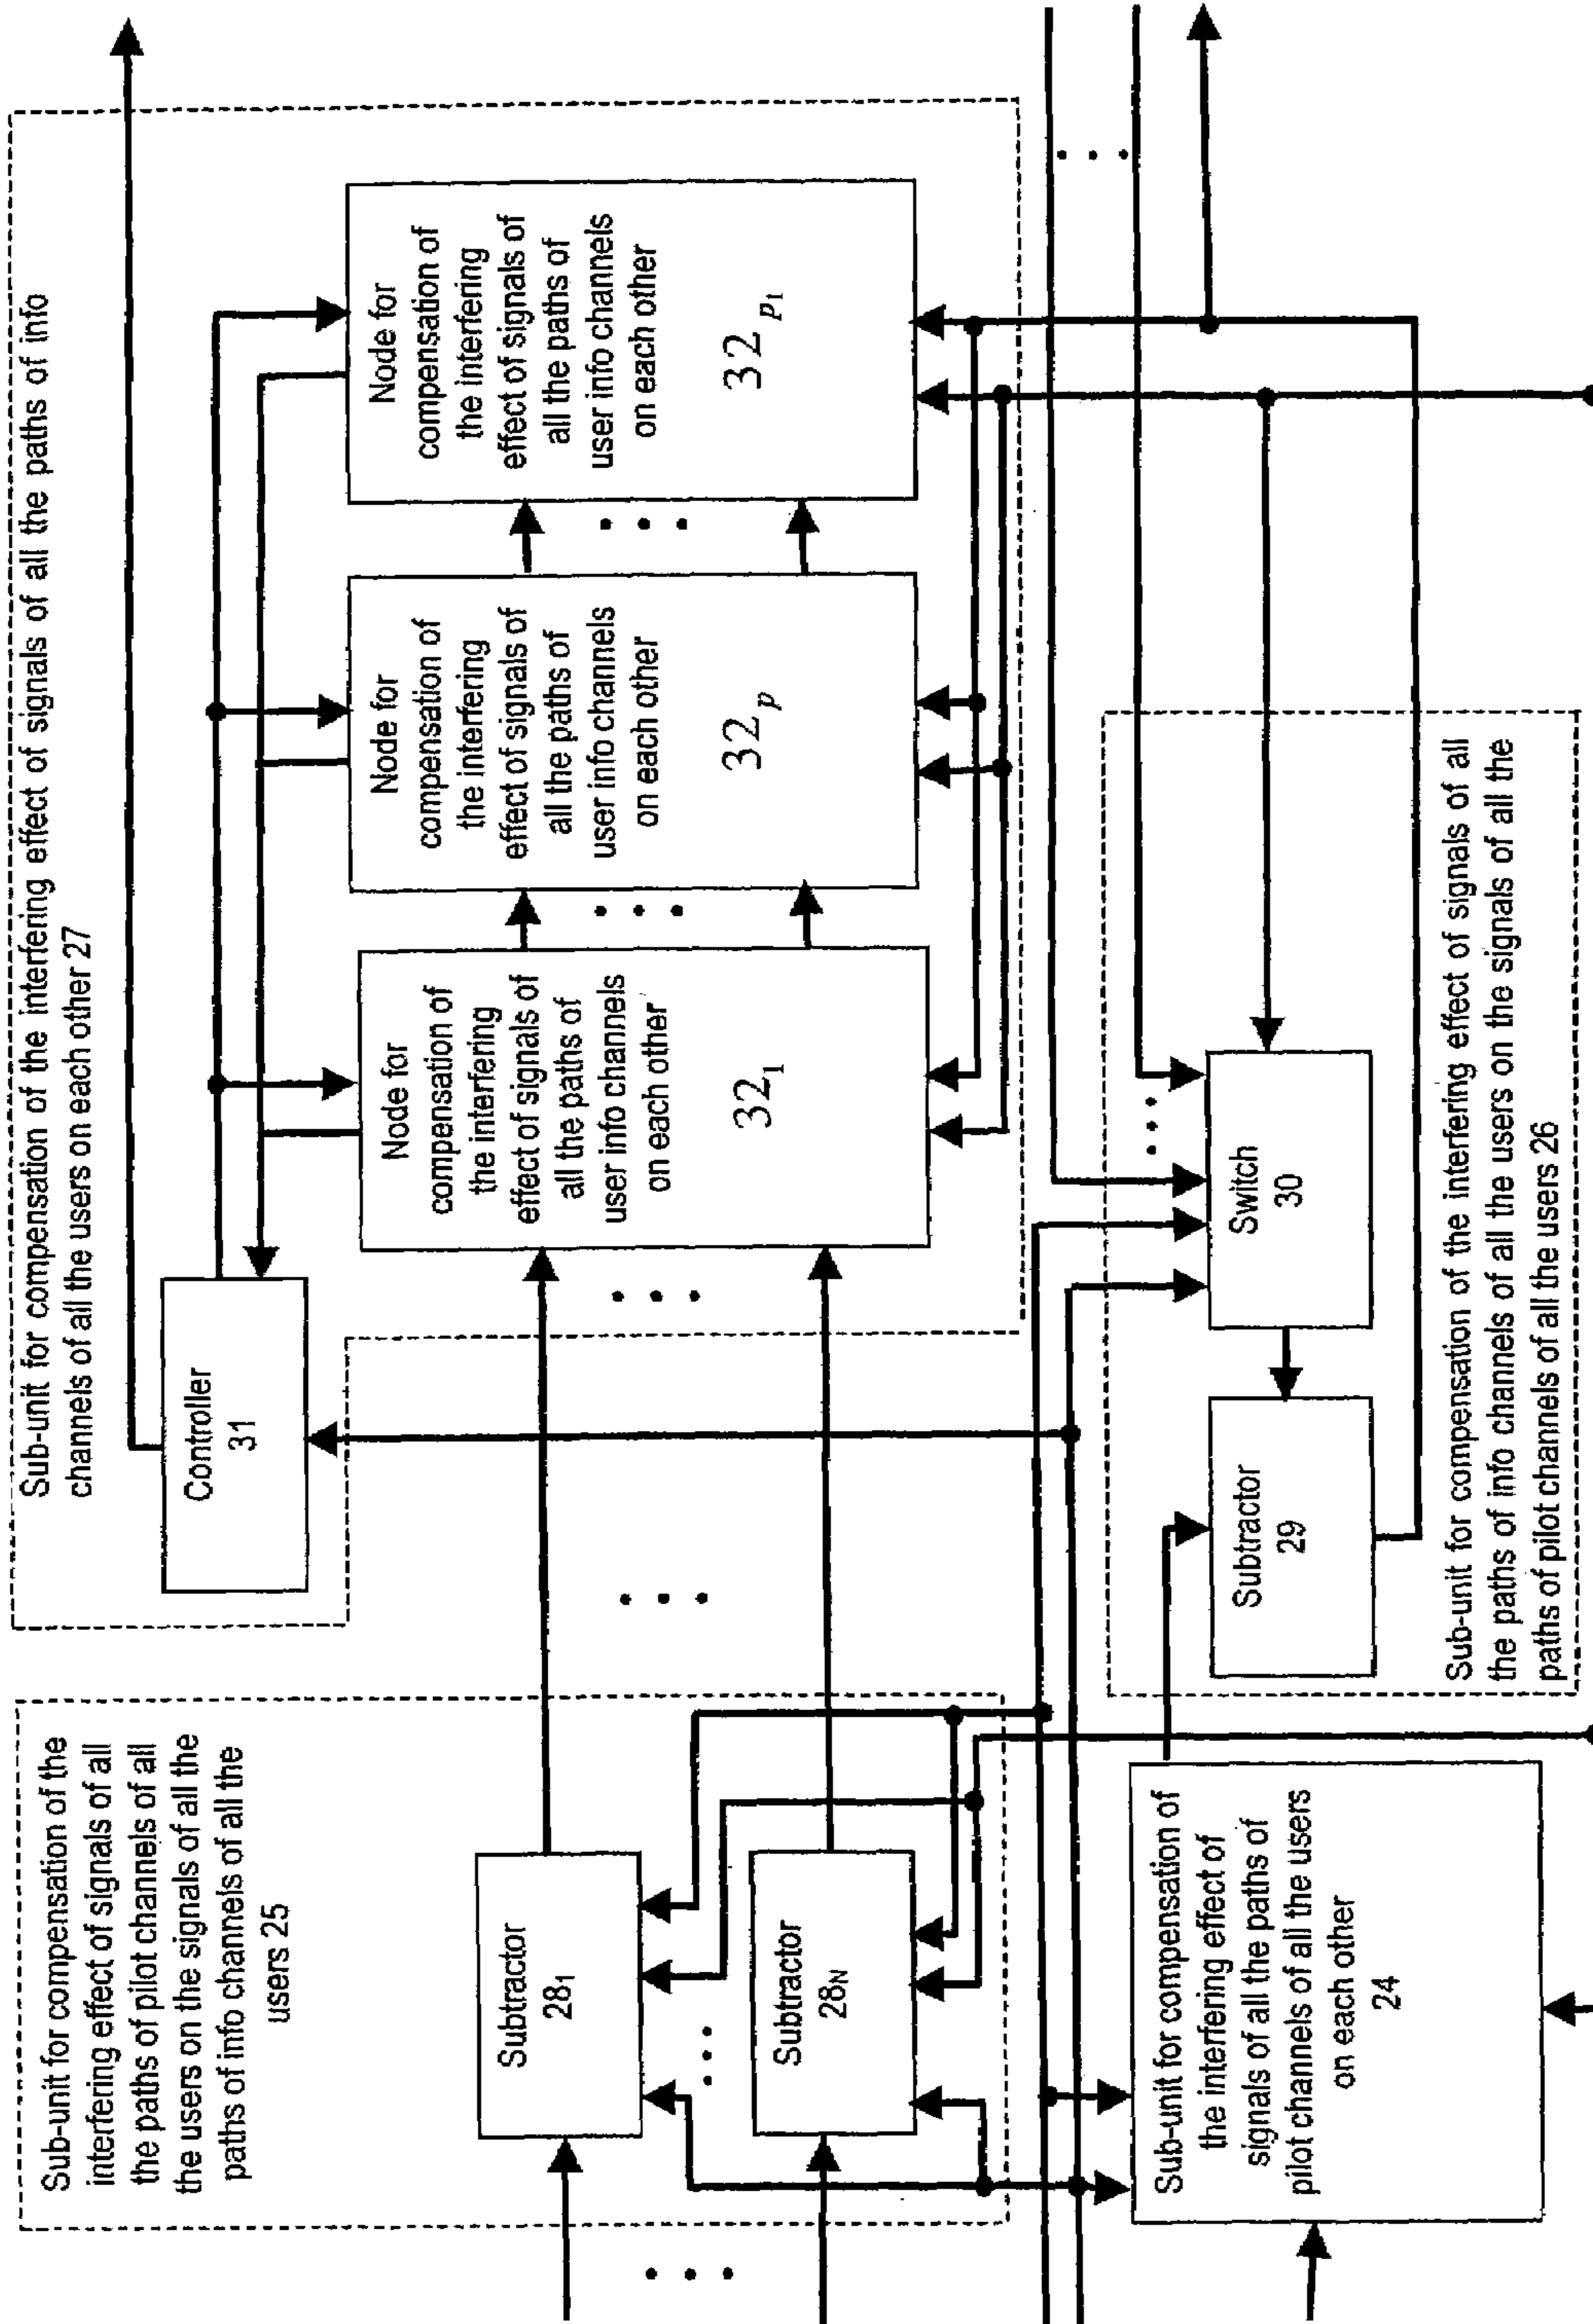 Sub-unit for compensation of the
interfering effect of signals of all
the paths of pilot channels of all
the users on the signals of all the
paths of info channels of all the
users 25
Subtractor
28₁
Subtractor
28N
Sub-unit for compensation of
the interfering effect of
signals of all the paths of
pilot channels of all the users
on each other
24
Sub-unit for compensation of the interfering effect of signals of all the paths of info
channels of all the users on each other 27
Controller
31
Node for
compensation of
the interfering
effect of signals of
all the paths of
user info channels
on each other
32₁
Node for
compensation of
the interfering
effect of signals of
all the paths of
user info channels
on each other
32p
Node for
compensation of
the interfering
effect of signals of
all the paths of
user info channels
on each other
32p₁
Subtractor
29
Switch
30
Sub-unit for compensation of the interfering effect of signals of all
the paths of info channels of all the users on the signals of all the
paths of pilot channels of all the users 26